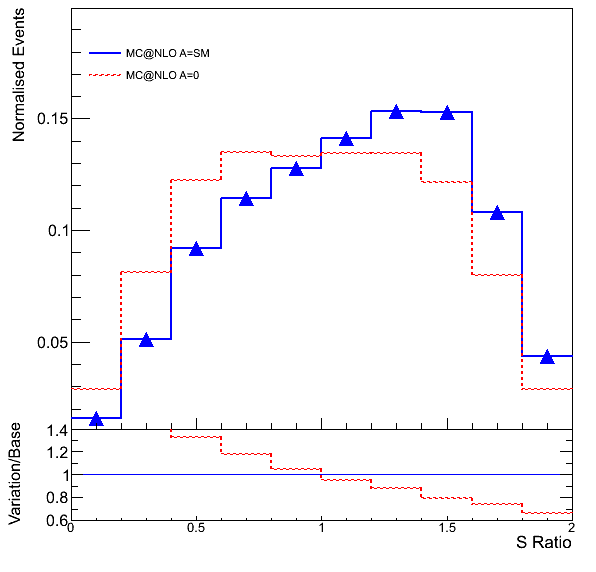 Normalised Events
MC@NLO A=SM
MC@NLO A=0
0.15
0.1
0.05
Variation/Base
1.4
1.2
1
0.8
0.6
0
0.5
1
1.5
2
S Ratio